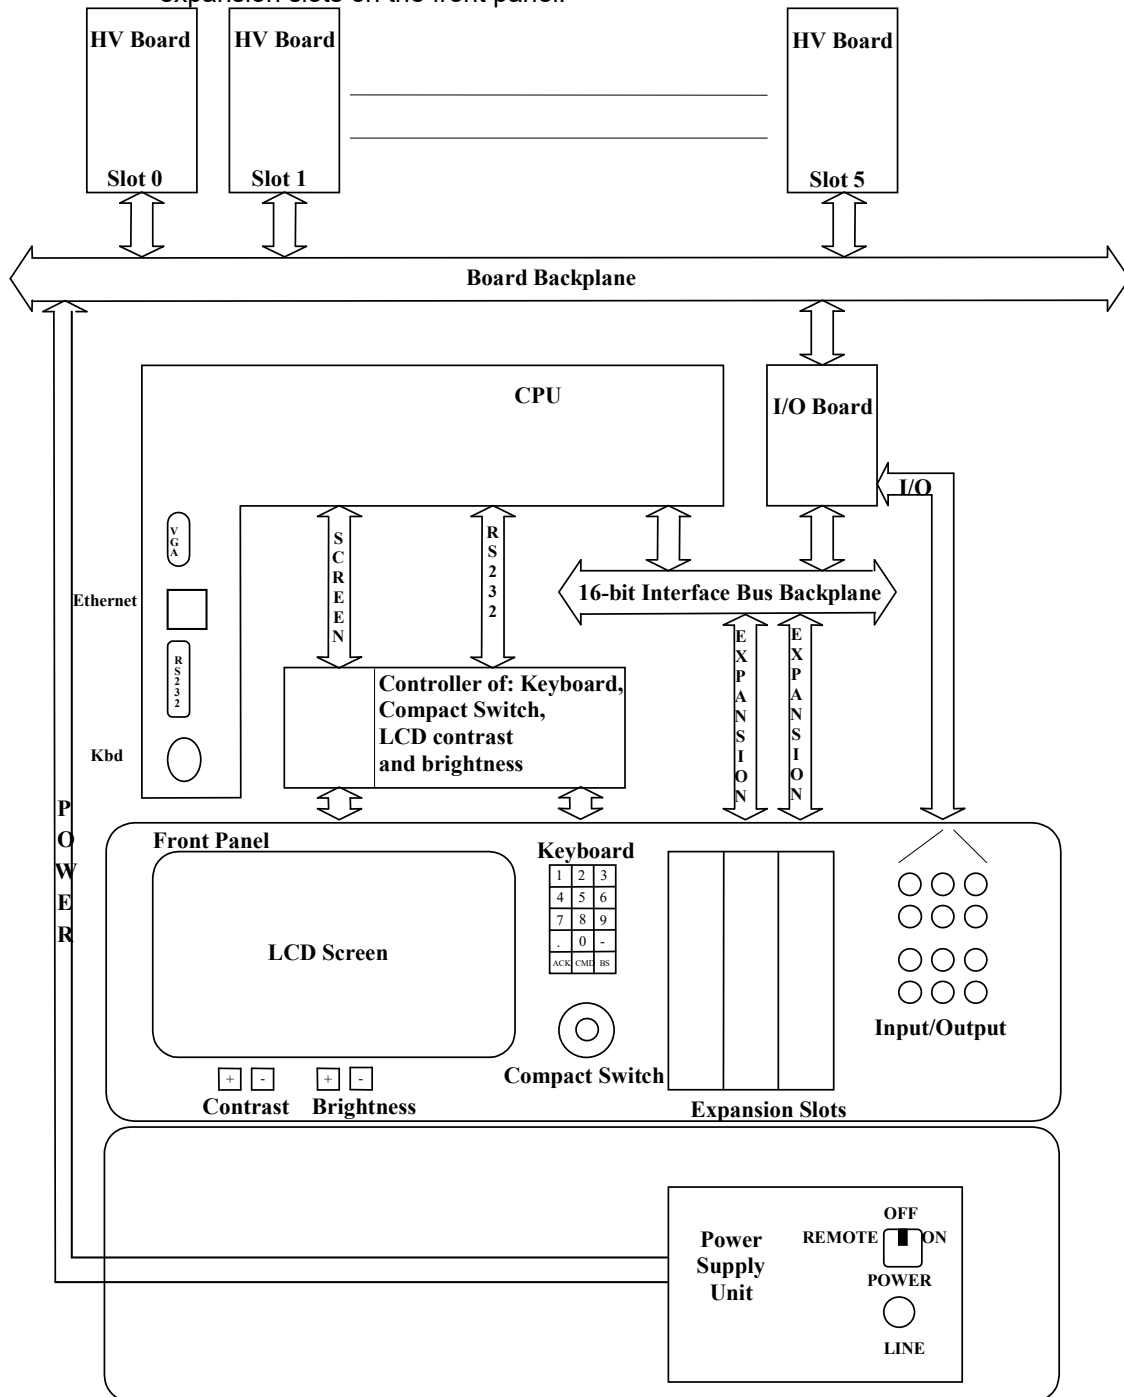 expansion slots on the front panel.
HV Board
HV Board
HV Board
Slot 0
Slot 1
Slot 5
Board Backplane
CPU
I/O Board
I/O
VGA
SCREEN
RS232
Ethernet
16-bit Interface Bus Backplane
RS232
EXPANSION
EXPANSION
Controller of: Keyboard,
Compact Switch,
LCD contrast
and brightness
Kbd
POWER
Front Panel
Keyboard
1 2 3
4 5 6
7 8 9
. 0 -
ACK CMD BS
LCD Screen
Input/Output
Compact Switch
+ - + -
Contrast Brightness
Expansion Slots
OFF
REMOTE ON
Power
Supply
Unit
POWER
LINE